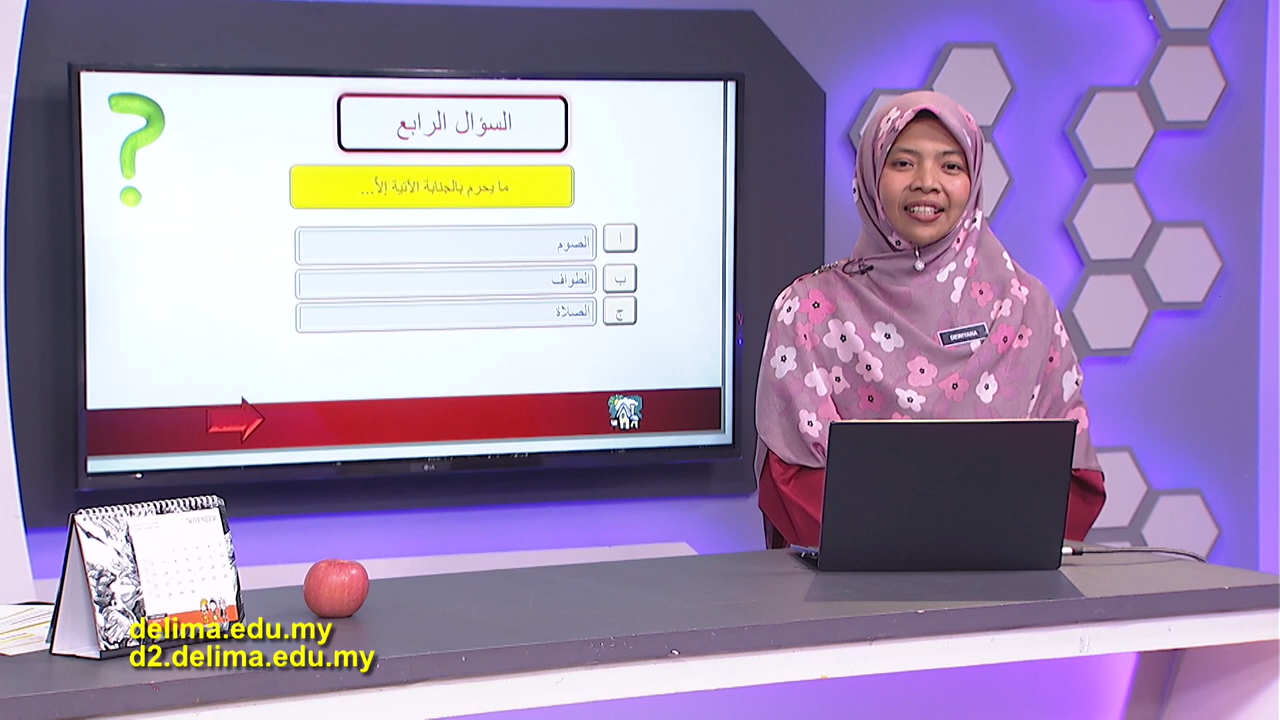 السؤال الرابع
ما يحرم بالجنابة الآتية إلاّ...
ا الصوم
ب الطواف
ج الصلاة
delima.edu.my
d2.delima.edu.my